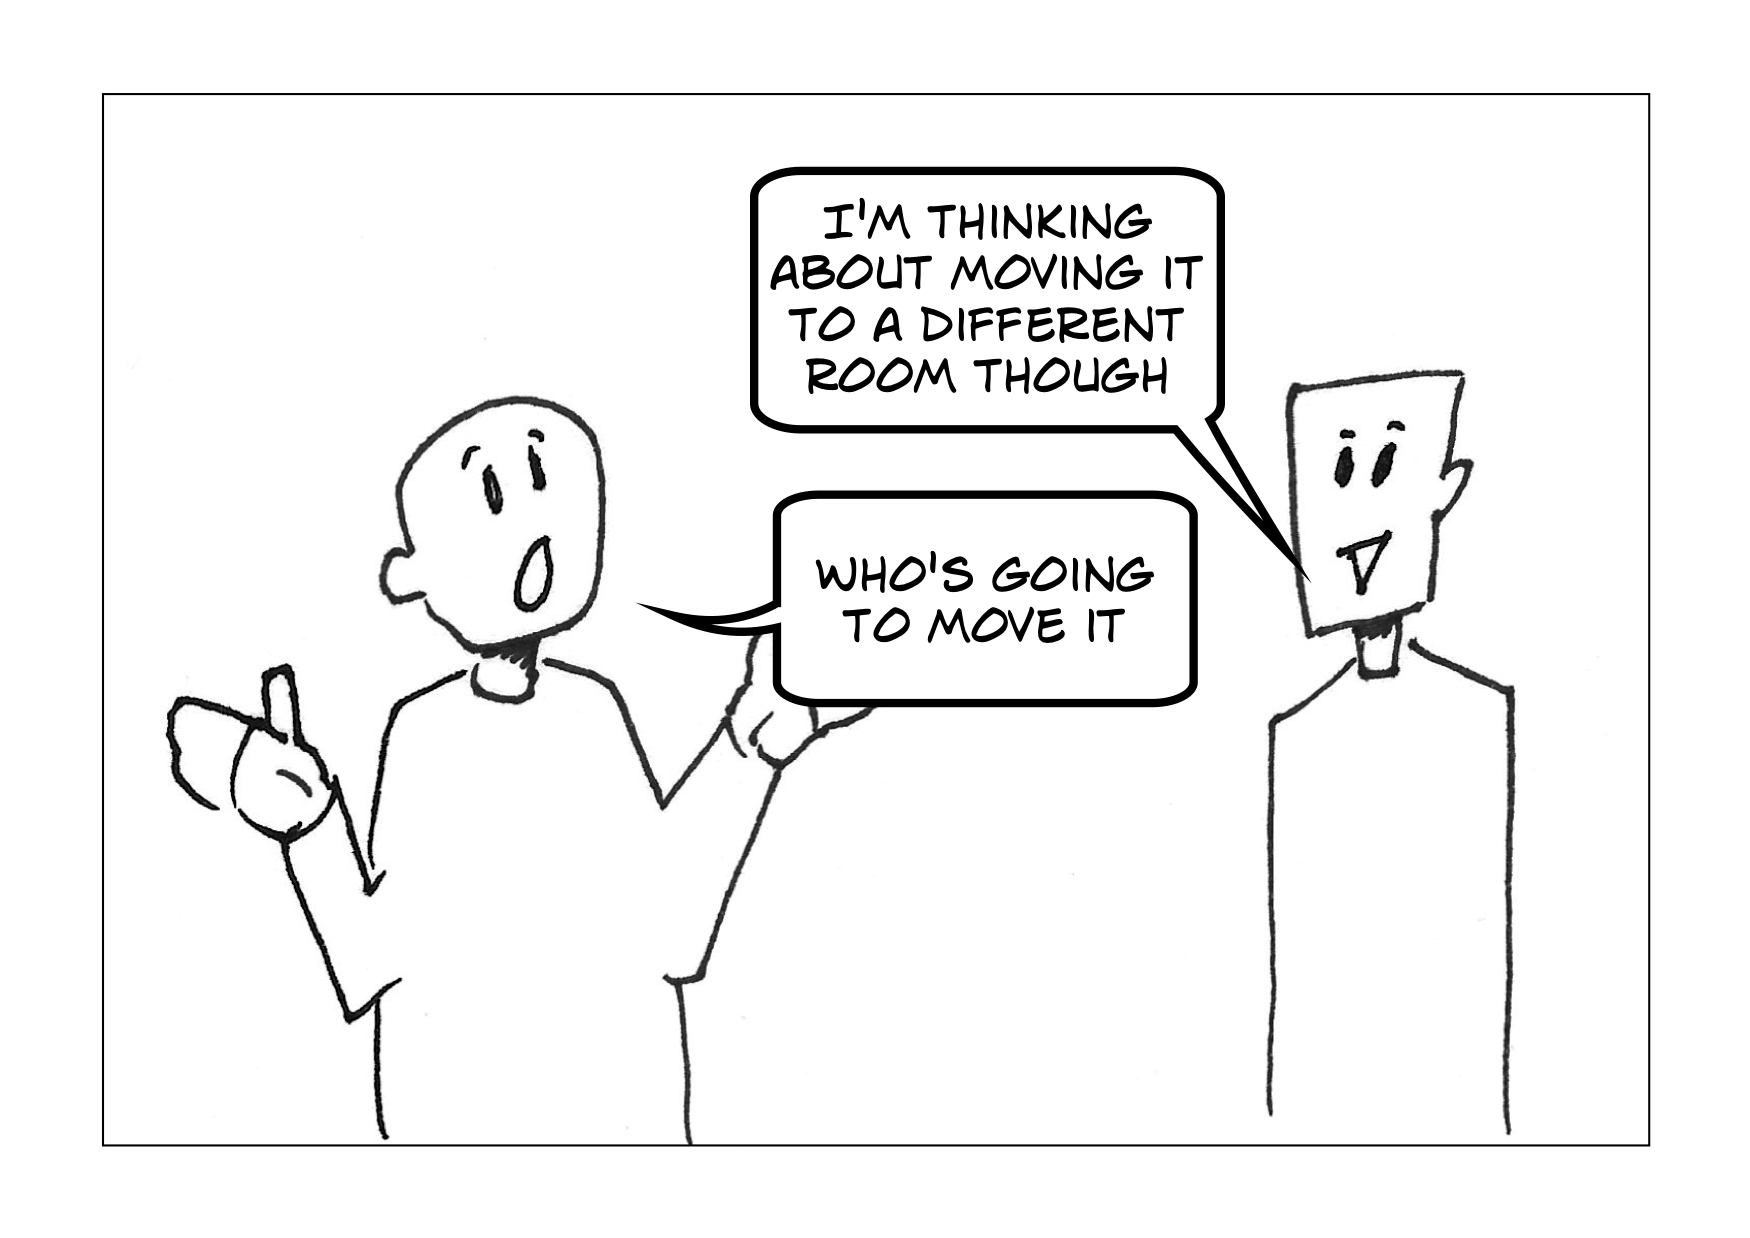 I'M THINKING
ABOUT MOVING IT
TO A DIFFERENT
ROOM THOUGH
WHO'S GOING
TO MOVE IT